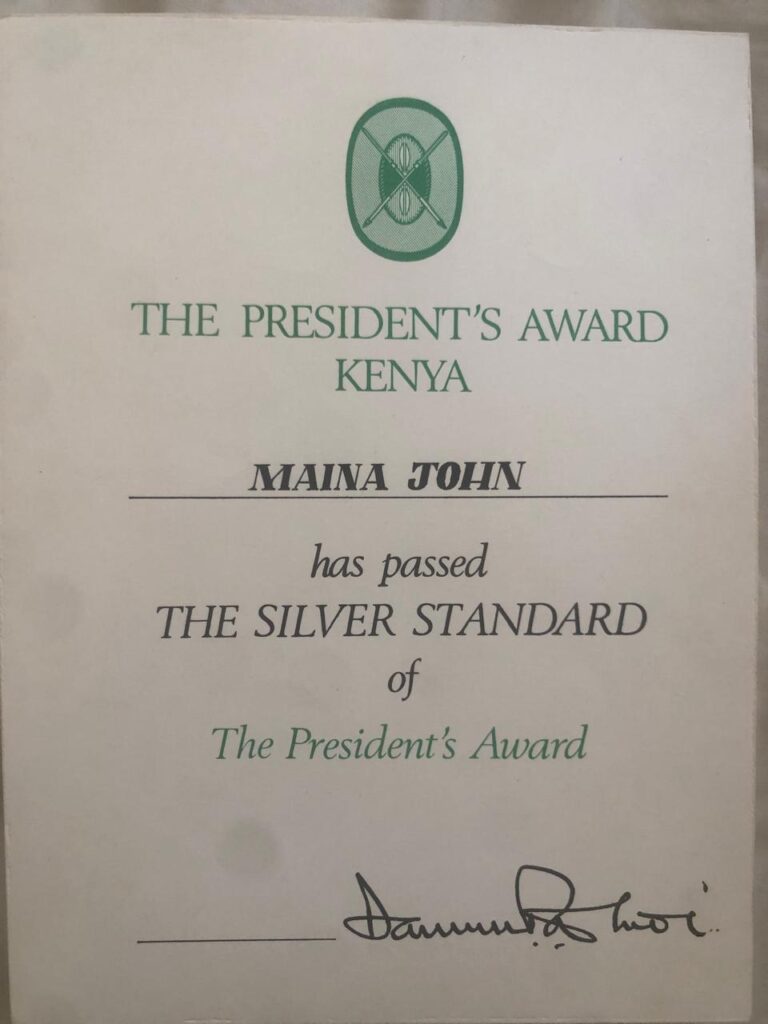 THE PRESIDENT'S AWARD
KENYA
MAINA JOHN
has passed
THE SILVER STANDARD
of
The President's Award